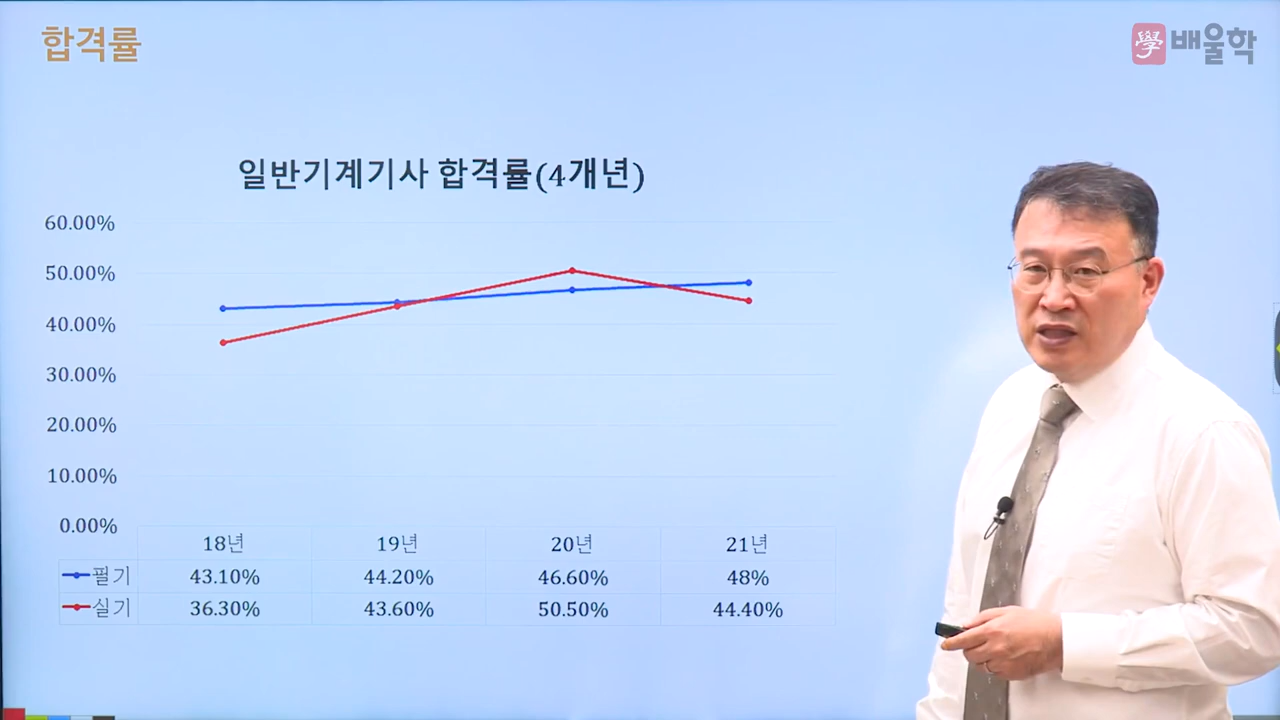 합격률
學 배울학
일반기계기사 합격률(4개년)
60.00%
50.00%
40.00%
30.00%
20.00%
10.00%
0.00%
18년 19년 20년 21년
필기 43.10% 44.20% 46.60% 48%
실기 36.30% 43.60% 50.50% 44.40%